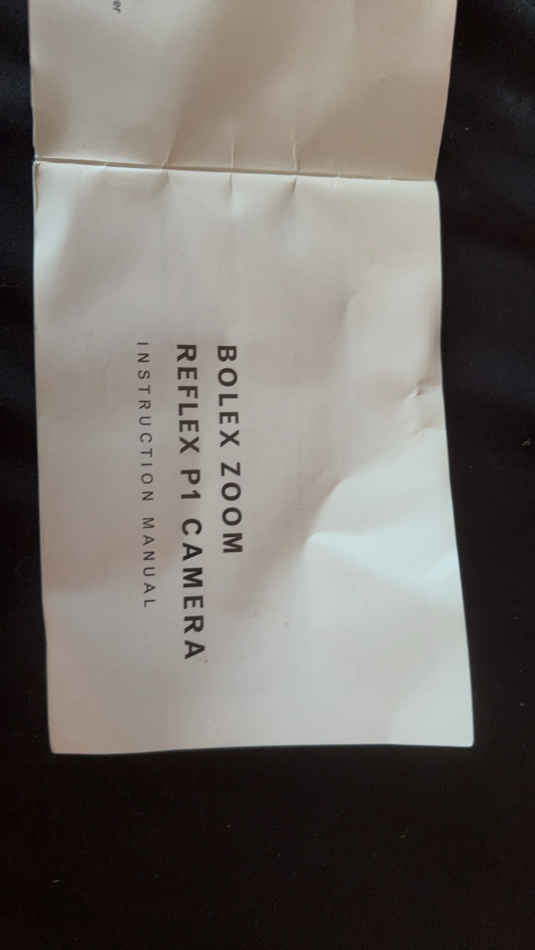 BOLEX ZOOM
REFLEX P1 CAMERA
INSTRUCTION MANUAL